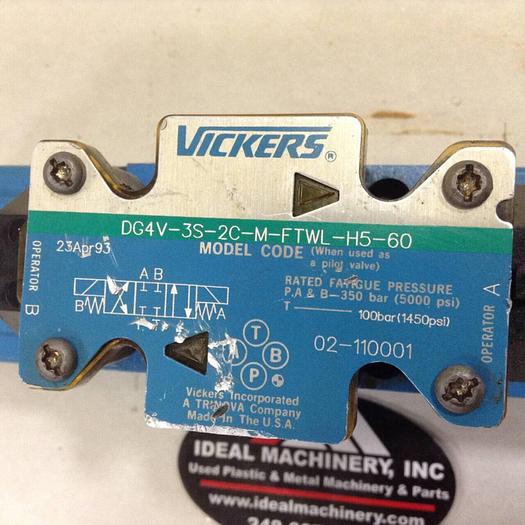 VICKERS®
DG4V-3S-2C-M-FTWL-H5-60
23Apr93
MODEL CODE (When used as a pilot valve)
RATED FATIGUE PRESSURE
P,A & B-350 bar (5000 psi)
T 100bar(1450psi)
OPERATOR B
A B
B A
T
A B
P
02-110001
OPERATOR A
Vickers Incorporated
A TRINOVA Company
Made In The U.S.A.
IDEAL MACHINERY, INC
Used Plastic & Metal Machinery & Parts
www.idealmachinery.com